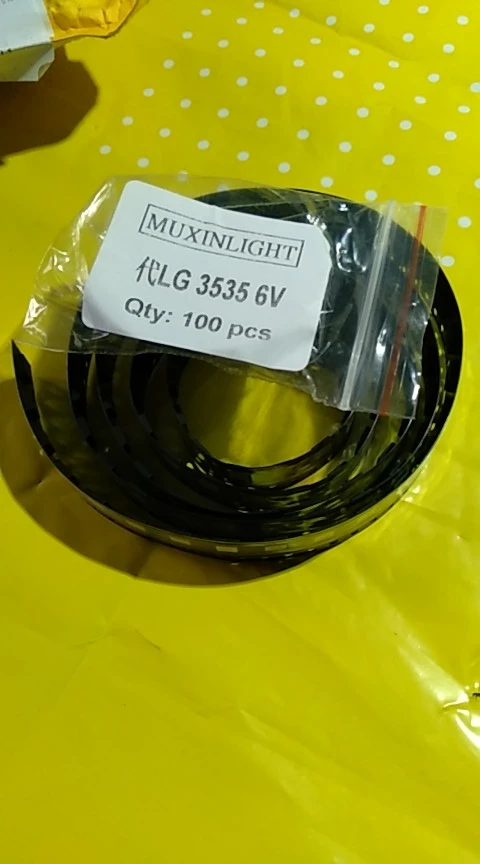 MUXINLIGHT
代LG 3535 6V
Qty: 100 pcs